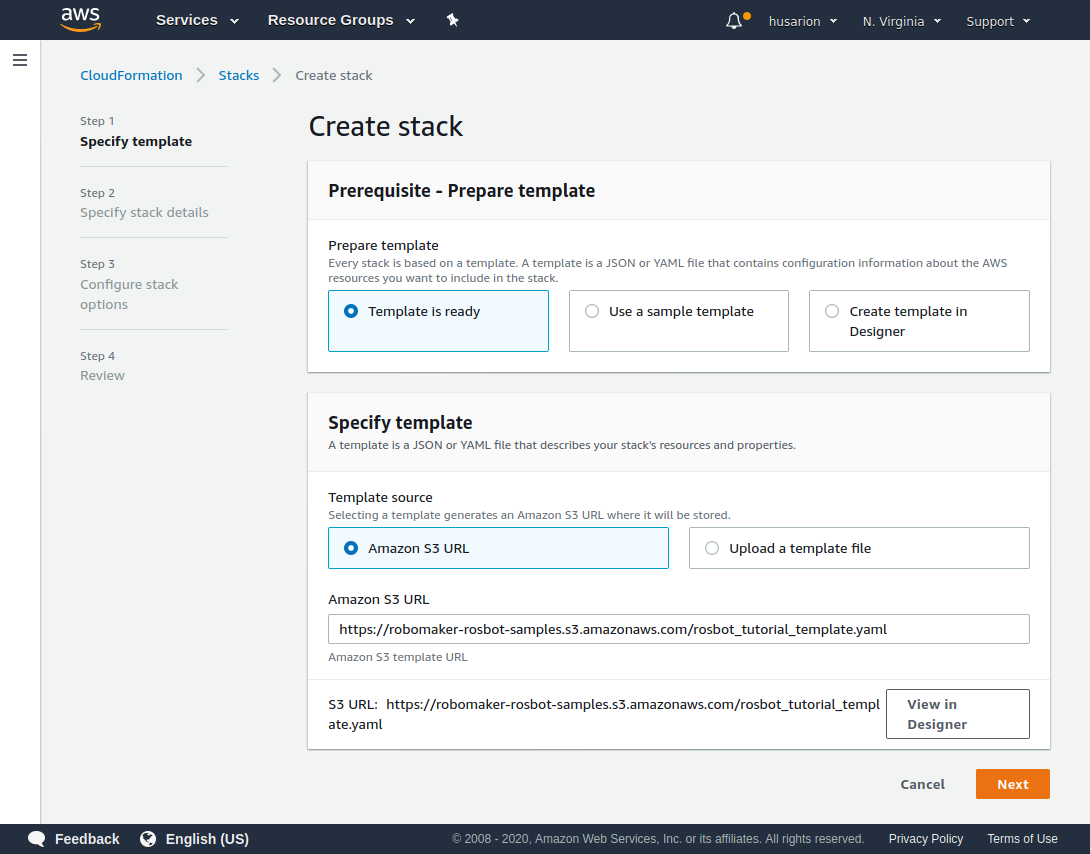 aws Services Resource Groups husarion N. Virginia Support
CloudFormation Stacks Create stack
Step 1
Specify template
Step 2
Specify stack details
Step 3
Configure stack
options
Step 4
Review
Create stack
Prerequisite - Prepare template
Prepare template
Every stack is based on a template. A template is a JSON or YAML file that contains configuration information about the AWS
resources you want to include in the stack.
Template is ready
Use a sample template
Create template in
Designer
Specify template
A template is a JSON or YAML file that describes your stack's resources and properties.
Template source
Selecting a template generates an Amazon S3 URL where it will be stored.
Amazon S3 URL
Upload a template file
Amazon S3 URL
https://robomaker-rosbot-samples.s3.amazonaws.com/rosbot_tutorial_template.yaml
Amazon S3 template URL
S3 URL: https://robomaker-rosbot-samples.s3.amazonaws.com/rosbot_tutorial_templ
ate.yaml
View in
Designer
Cancel Next
Feedback English (US) © 2008 - 2020, Amazon Web Services, Inc. or its affiliates. All rights reserved. Privacy Policy Terms of Use